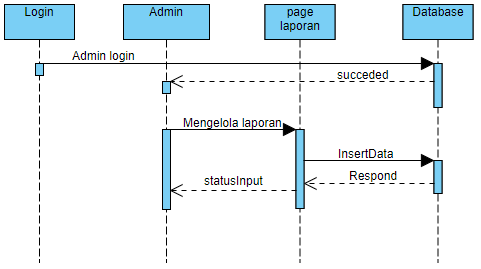 Login
Admin
page
laporan
Database
Admin login
succeded
Mengelola laporan
InsertData
Respond
statusInput